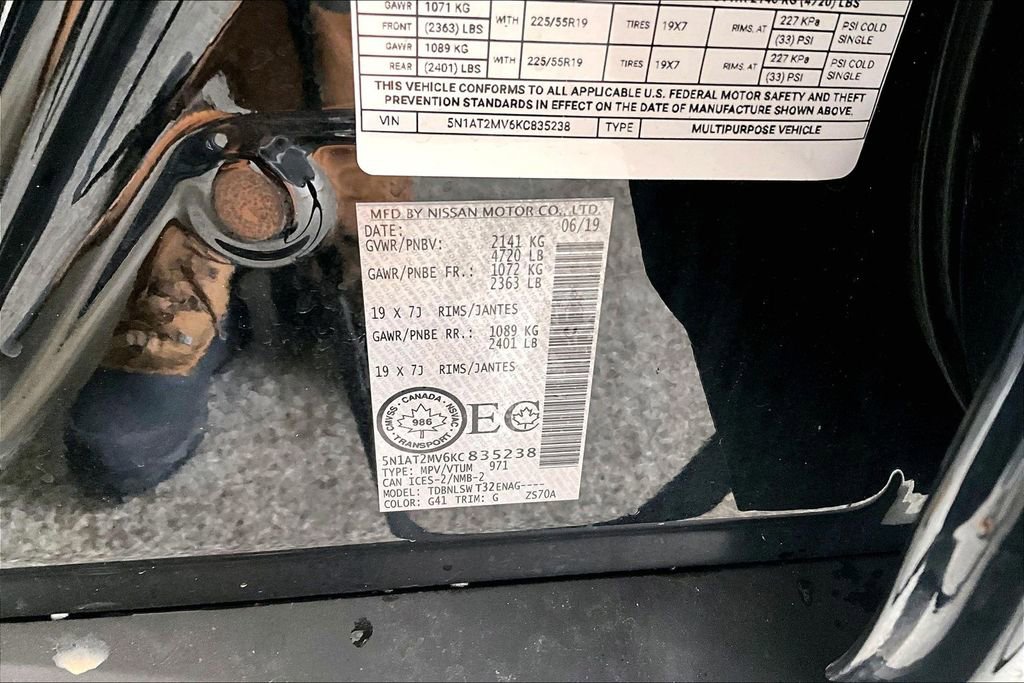 GAWR 1071 KG WITH 225/55R19 TIRES 19X7 RIMS. AT 227 KPa PSI COLD
FRONT (2363) LBS (33) PSI SINGLE
GAWR 1089 KG WITH 225/55R19 TIRES 19X7 RIMS. AT 227 KPa PSI COLD
REAR (2401) LBS (33) PSI SINGLE
THIS VEHICLE CONFORMS TO ALL APPLICABLE U.S. FEDERAL MOTOR SAFETY AND THEFT
PREVENTION STANDARDS IN EFFECT ON THE DATE OF MANUFACTURE SHOWN ABOVE.
VIN 5N1AT2MV6KC835238 TYPE MULTIPURPOSE VEHICLE
MFD BY NISSAN MOTOR CO., LTD.
DATE: 06/19
GVWR/PNBV: 2141 KG
4720 LB
GAWR/PNBE FR.: 1072 KG
2363 LB
19 X 7J RIMS/JANTES
GAWR/PNBE RR.: 1089 KG
2401 LB
19 X 7J RIMS/JANTES
CANADA
CMVSS · NSVAC
986
TRANSPORT
EC
5N1AT2MV6KC835238
TYPE: MPV/VTUM 971
CAN ICES-2/NMB-2
MODEL: TDBNLSW T32ENAG----
COLOR: G41 TRIM: G ZS70A